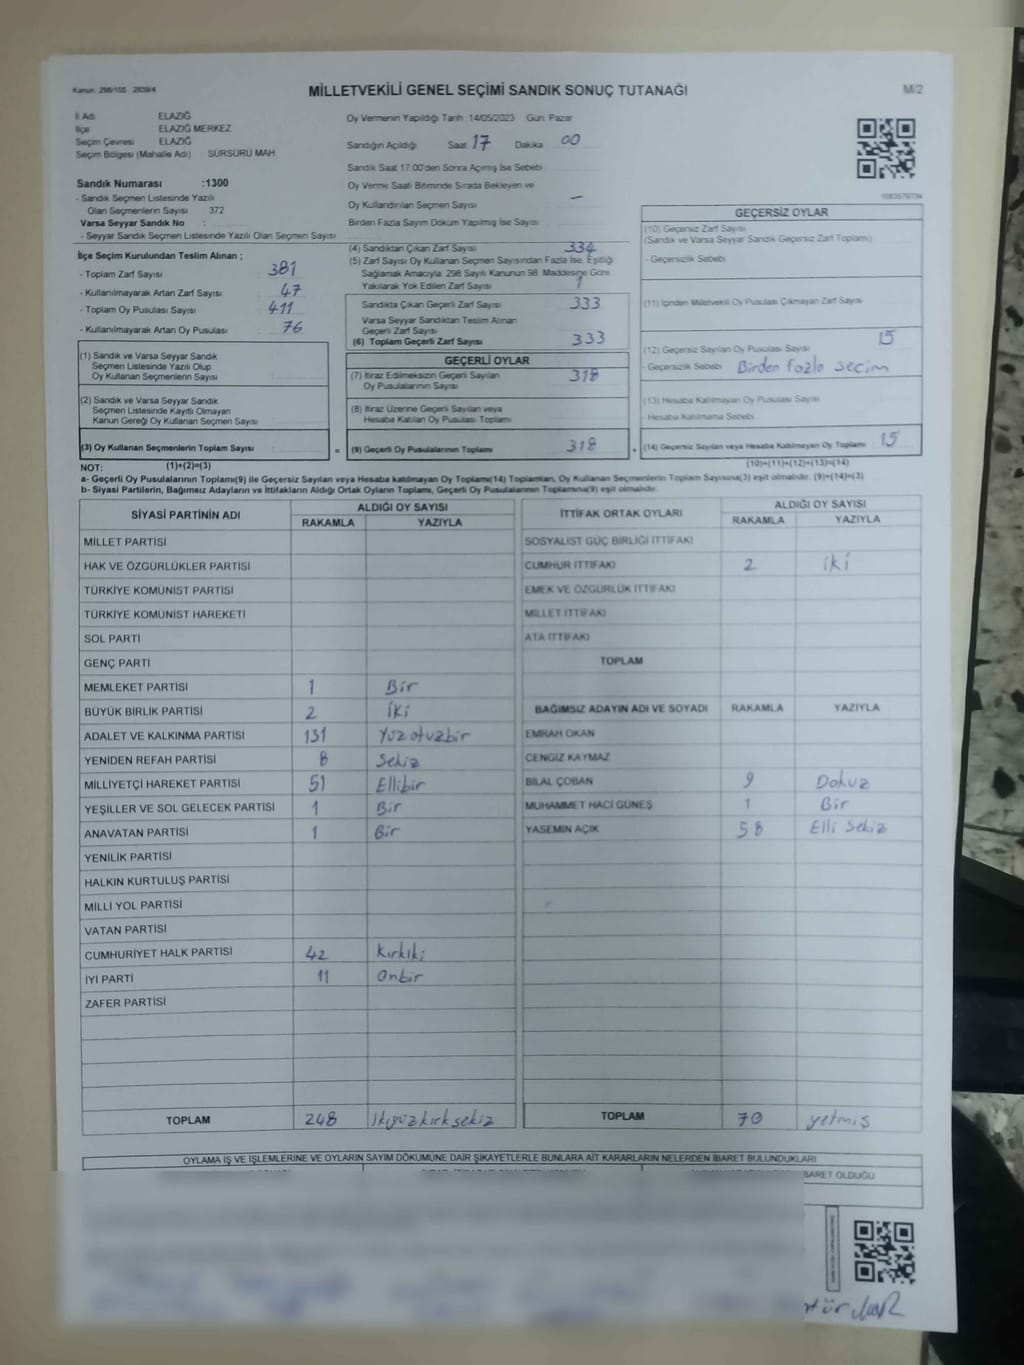 Kanun: 298/105 , 2839/4
MİLLETVEKİLİ GENEL SEÇİMİ SANDIK SONUÇ TUTANAĞI
M/2
İl Adı ELAZIĞ
İlçe ELAZIĞ MERKEZ
Seçim Çevresi ELAZIĞ
Seçim Bölgesi (Mahalle Adı) SÜRSÜRÜ MAH
Sandık Numarası :1300
- Sandık Seçmen Listesinde Yazılı
Olan Seçmenlerin Sayısı 372
Varsa Seyyar Sandık No :
- Seyyar Sandık Seçmen Listesinde Yazılı Olan Seçmen Sayısı
İlçe Seçim Kurulundan Teslim Alınan ;
- Toplam Zarf Sayısı : 381
- Kullanılmayarak Artan Zarf Sayısı : 47
- Toplam Oy Pusulası Sayısı : 411
- Kullanılmayarak Artan Oy Pusulası : 76
(1) Sandık ve Varsa Seyyar Sandık
Seçmen Listesinde Yazılı Olup
Oy Kullanan Seçmenlerin Sayısı
(2) Sandık ve Varsa Seyyar Sandık
Seçmen Listesinde Kayıtlı Olmayan
Kanun Gereği Oy Kullanan Seçmen Sayısı
(3) Oy Kullanan Seçmenlerin Toplam Sayısı
(1)+(2)=(3)
Oy Vermenin Yapıldığı Tarih 14/05/2023 Gün: Pazar
Sandığın Açıldığı Saat 17 Dakika 00
Sandık Saat 17:00'den Sonra Açımış İse Sebebi
Oy Verme Saati Bitiminde Sırada Bekleyen ve
Oy Kullandırılan Seçmen Sayısı —
Birden Fazla Sayım Döküm Yapılmış İse Sayısı
(4) Sandıktan Çıkan Zarf Sayısı 334
(5) Zarf Sayısı Oy Kullanan Seçmen Sayısından Fazla İse, Eşitliği
Sağlamak Amacıyla, 298 Sayılı Kanunun 98. Maddesine Göre
Yakılarak Yok Edilen Zarf Sayısı 1
Sandıkta Çıkan Geçerli Zarf Sayısı 333
Varsa Seyyar Sandıktan Teslim Alınan
Geçerli Zarf Sayısı
(6) Toplam Geçerli Zarf Sayısı 333
GEÇERLİ OYLAR
(7) İtiraz Edilmeksizin Geçerli Sayılan
Oy Pusulalarının Sayısı 318
(8) İtiraz Üzerine Geçerli Sayılan veya
Hesaba Katılan Oy Pusulası Toplamı
= (9) Geçerli Oy Pusulalarının Toplamı 318 +
1083579734
GEÇERSİZ OYLAR
(10) Geçersiz Zarf Sayısı
(Sandık ve Varsa Seyyar Sandık Geçersiz Zarf Toplamı)
- Geçersizlik Sebebi
(11) İçinden Milletvekili Oy Pusulası Çıkmayan Zarf Sayısı
(12) Geçersiz Sayılan Oy Pusulası Sayısı 15
- Geçersizlik Sebebi Birden fazla seçim
(13) Hesaba Katılmayan Oy Pusulası Sayısı
- Hesaba Katılmama Sebebi
(14) Geçersiz Sayılan veya Hesaba Katılmayan Oy Toplamı 15
(10)+(11)+(12)+(13)=(14)
NOT:
a- Geçerli Oy Pusulalarının Toplamı(9) ile Geçersiz Sayılan veya Hesaba katılmayan Oy Toplamı(14) Toplamları, Oy Kullanan Seçmenlerin Toplam Sayısına(3) eşit olmalıdır. (9)+(14)=(3)
b- Siyasi Partilerin, Bağımsız Adayların ve İttifakların Aldığı Ortak Oyların Toplamı, Geçerli Oy Pusulalarının Toplamına(9) eşit olmalıdır.
SİYASİ PARTİNİN ADI ALDIĞI OY SAYISI
RAKAMLA YAZIYLA
MİLLET PARTİSİ
HAK VE ÖZGÜRLÜKLER PARTİSİ
TÜRKİYE KOMÜNİST PARTİSİ
TÜRKİYE KOMÜNİST HAREKETİ
SOL PARTİ
GENÇ PARTİ
MEMLEKET PARTİSİ 1 Bir
BÜYÜK BİRLİK PARTİSİ 2 İki
ADALET VE KALKINMA PARTİSİ 131 Yüzotuzbir
YENİDEN REFAH PARTİSİ 8 Sekiz
MİLLİYETÇİ HAREKET PARTİSİ 51 Ellibir
YEŞİLLER VE SOL GELECEK PARTİSİ 1 Bir
ANAVATAN PARTİSİ 1 Bir
YENİLİK PARTİSİ
HALKIN KURTULUŞ PARTİSİ
MİLLİ YOL PARTİSİ
VATAN PARTİSİ
CUMHURİYET HALK PARTİSİ 42 Kırkiki
İYİ PARTİ 11 Onbir
ZAFER PARTİSİ
TOPLAM 248 İkiyüzkırksekiz
İTTİFAK ORTAK OYLARI ALDIĞI OY SAYISI
RAKAMLA YAZIYLA
SOSYALİST GÜÇ BİRLİĞİ İTTİFAKI
CUMHUR İTTİFAKI 2 iki
EMEK VE ÖZGÜRLÜK İTTİFAKI
MİLLET İTTİFAKI
ATA İTTİFAKI
TOPLAM
BAĞIMSIZ ADAYIN ADI VE SOYADI RAKAMLA YAZIYLA
EMRAH OKAN
CENGİZ KAYMAZ
BİLAL ÇOBAN 9 Dokuz
MUHAMMET HACI GÜNEŞ 1 Bir
YASEMİN AÇIK 58 Elli sekiz
TOPLAM 70 yetmiş
OYLAMA İŞ VE İŞLEMLERİNE VE OYLARIN SAYIM DÖKÜMÜNE DAİR ŞİKAYETLERLE BUNLARA AİT KARARLARIN NELERDEN İBARET BULUNDUKLARI
BARET OLDUĞU